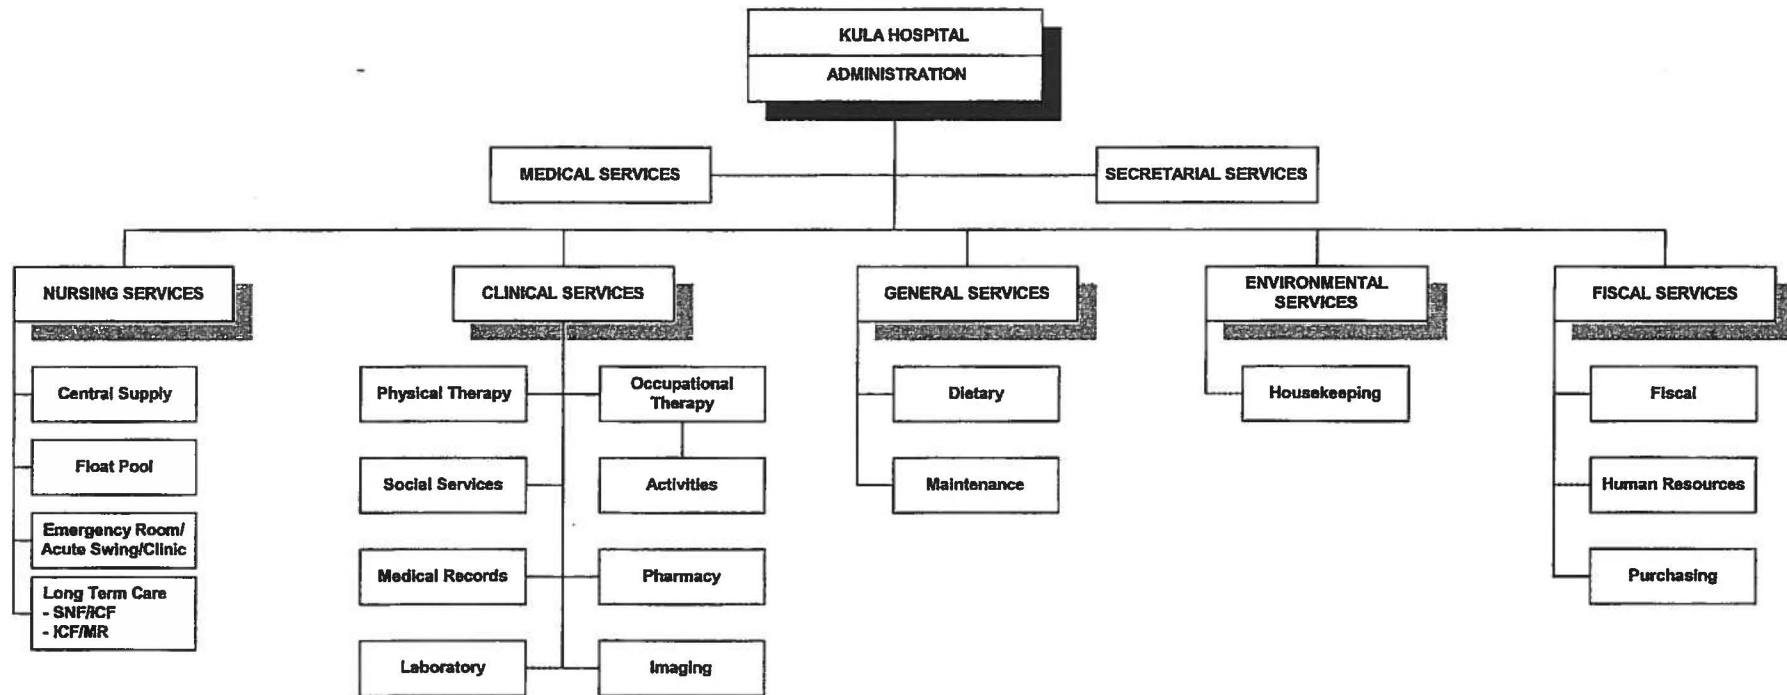 KULA HOSPITAL
ADMINISTRATION
MEDICAL SERVICES
SECRETARIAL SERVICES
NURSING SERVICES
CLINICAL SERVICES
GENERAL SERVICES
ENVIRONMENTAL
SERVICES
FISCAL SERVICES
Central Supply
Float Pool
Emergency Room/
Acute Swing/Clinic
Long Term Care
- SNF/ICF
- ICF/MR
Physical Therapy
Occupational
Therapy
Social Services
Activities
Medical Records
Pharmacy
Laboratory
Imaging
Dietary
Maintenance
Housekeeping
Fiscal
Human Resources
Purchasing